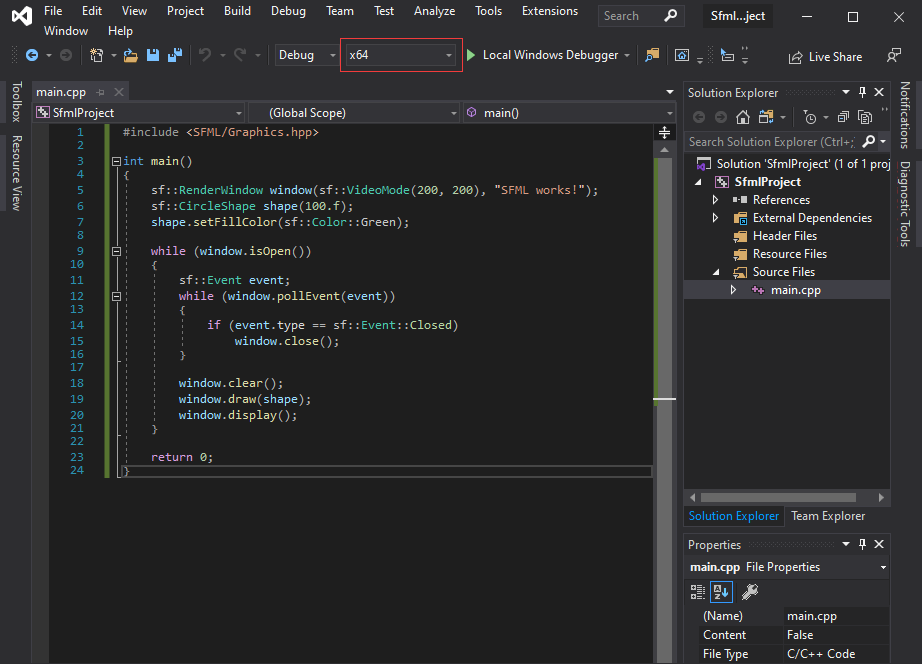 File Edit View Project Build Debug Team Test Analyze Tools Extensions Search Sfml...ject
Window Help
Debug x64 Local Windows Debugger Live Share
Toolbox
Resource View
main.cpp
SfmlProject (Global Scope) main()
1 #include <SFML/Graphics.hpp>
2
3 int main()
4 {
5 sf::RenderWindow window(sf::VideoMode(200, 200), "SFML works!");
6 sf::CircleShape shape(100.f);
7 shape.setFillColor(sf::Color::Green);
8
9 while (window.isOpen())
10 {
11 sf::Event event;
12 while (window.pollEvent(event))
13 {
14 if (event.type == sf::Event::Closed)
15 window.close();
16 }
17
18 window.clear();
19 window.draw(shape);
20 window.display();
21 }
22
23 return 0;
24 }
Solution Explorer
Search Solution Explorer (Ctrl+;
Solution 'SfmlProject' (1 of 1 proj
SfmlProject
References
External Dependencies
Header Files
Resource Files
Source Files
main.cpp
Solution Explorer Team Explorer
Properties
main.cpp File Properties
(Name) main.cpp
Content False
File Type C/C++ Code
Notifications
Diagnostic Tools